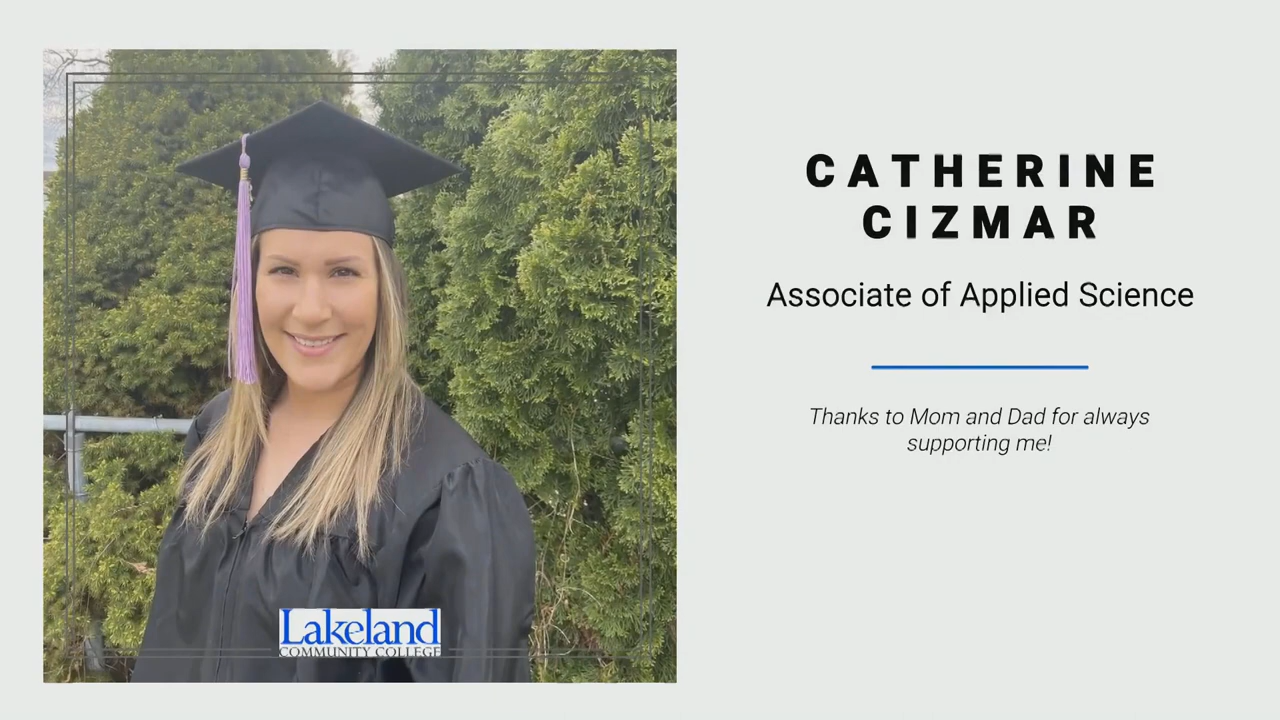 CATHERINE
CIZMAR
Associate of Applied Science
Thanks to Mom and Dad for always
supporting me!
Lakeland
COMMUNITY COLLEGE